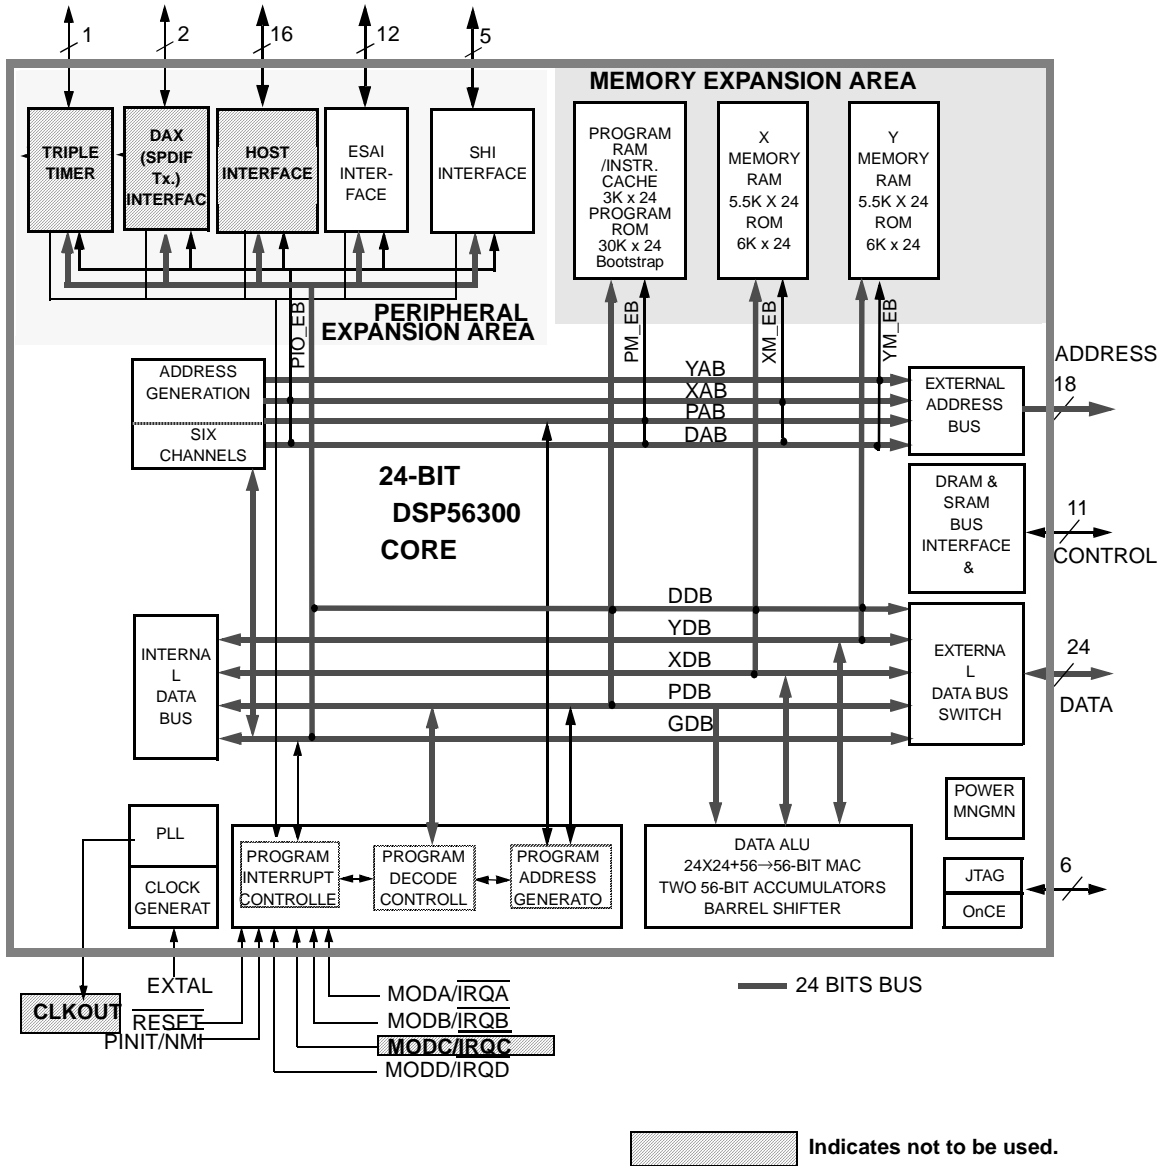 1
2
16
12
5
MEMORY EXPANSION AREA
TRIPLE
TIMER
DAX
(SPDIF
Tx.)
INTERFAC
HOST
INTERFACE
ESAI
INTER-
FACE
SHI
INTERFACE
PROGRAM
RAM
/INSTR.
CACHE
3K x 24
PROGRAM
ROM
30K x 24
Bootstrap
X
MEMORY
RAM
5.5K X 24
ROM
6K x 24
Y
MEMORY
RAM
5.5K X 24
ROM
6K x 24
PERIPHERAL
EXPANSION AREA
PIO_EB
PM_EB
XM_EB
YM_EB
ADDRESS
GENERATION
SIX
CHANNELS
YAB
XAB
PAB
DAB
EXTERNAL
ADDRESS
BUS
ADDRESS
18
24-BIT
DSP56300
CORE
DRAM &
SRAM
BUS
INTERFACE
&
11
CONTROL
INTERNA
L
DATA
BUS
DDB
YDB
XDB
PDB
GDB
EXTERNA
L
DATA BUS
SWITCH
24
DATA
PLL
CLOCK
GENERAT
PROGRAM
INTERRUPT
CONTROLLE
PROGRAM
DECODE
CONTROLL
PROGRAM
ADDRESS
GENERATO
DATA ALU
24X24+56→56-BIT MAC
TWO 56-BIT ACCUMULATORS
BARREL SHIFTER
POWER
MNGMN
JTAG
OnCE
6
EXTAL
CLKOUT
RESET
PINIT/NMI
MODA/IRQA
MODB/IRQB
MODC/IRQC
MODD/IRQD
24 BITS BUS
Indicates not to be used.